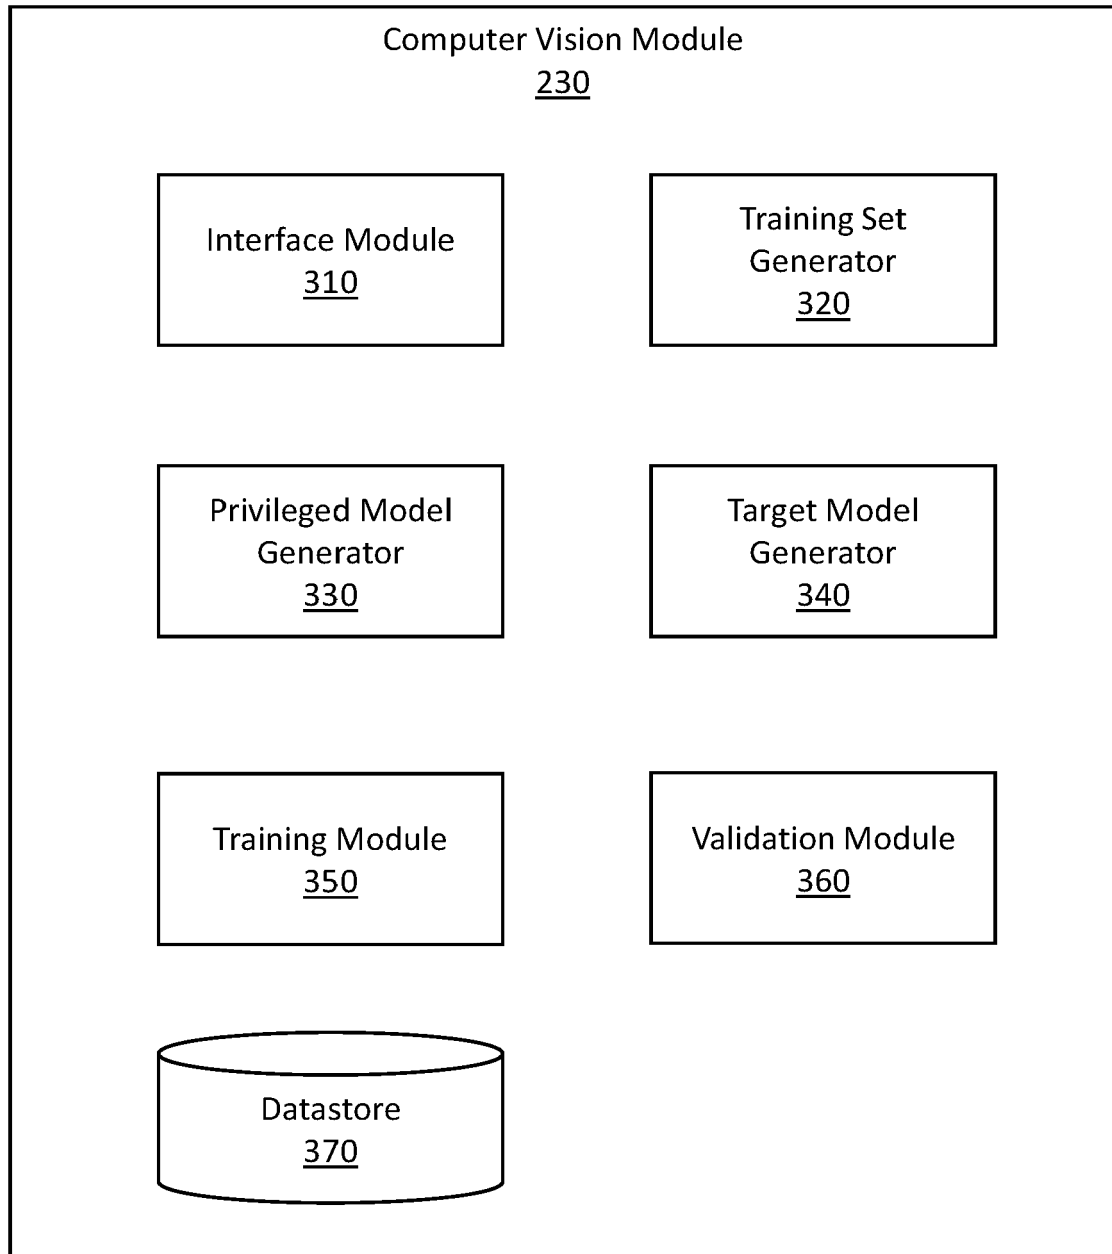 Computer Vision Module
230
Interface Module
310
Training Set
Generator
320
Privileged Model
Generator
330
Target Model
Generator
340
Training Module
350
Validation Module
360
Datastore
370